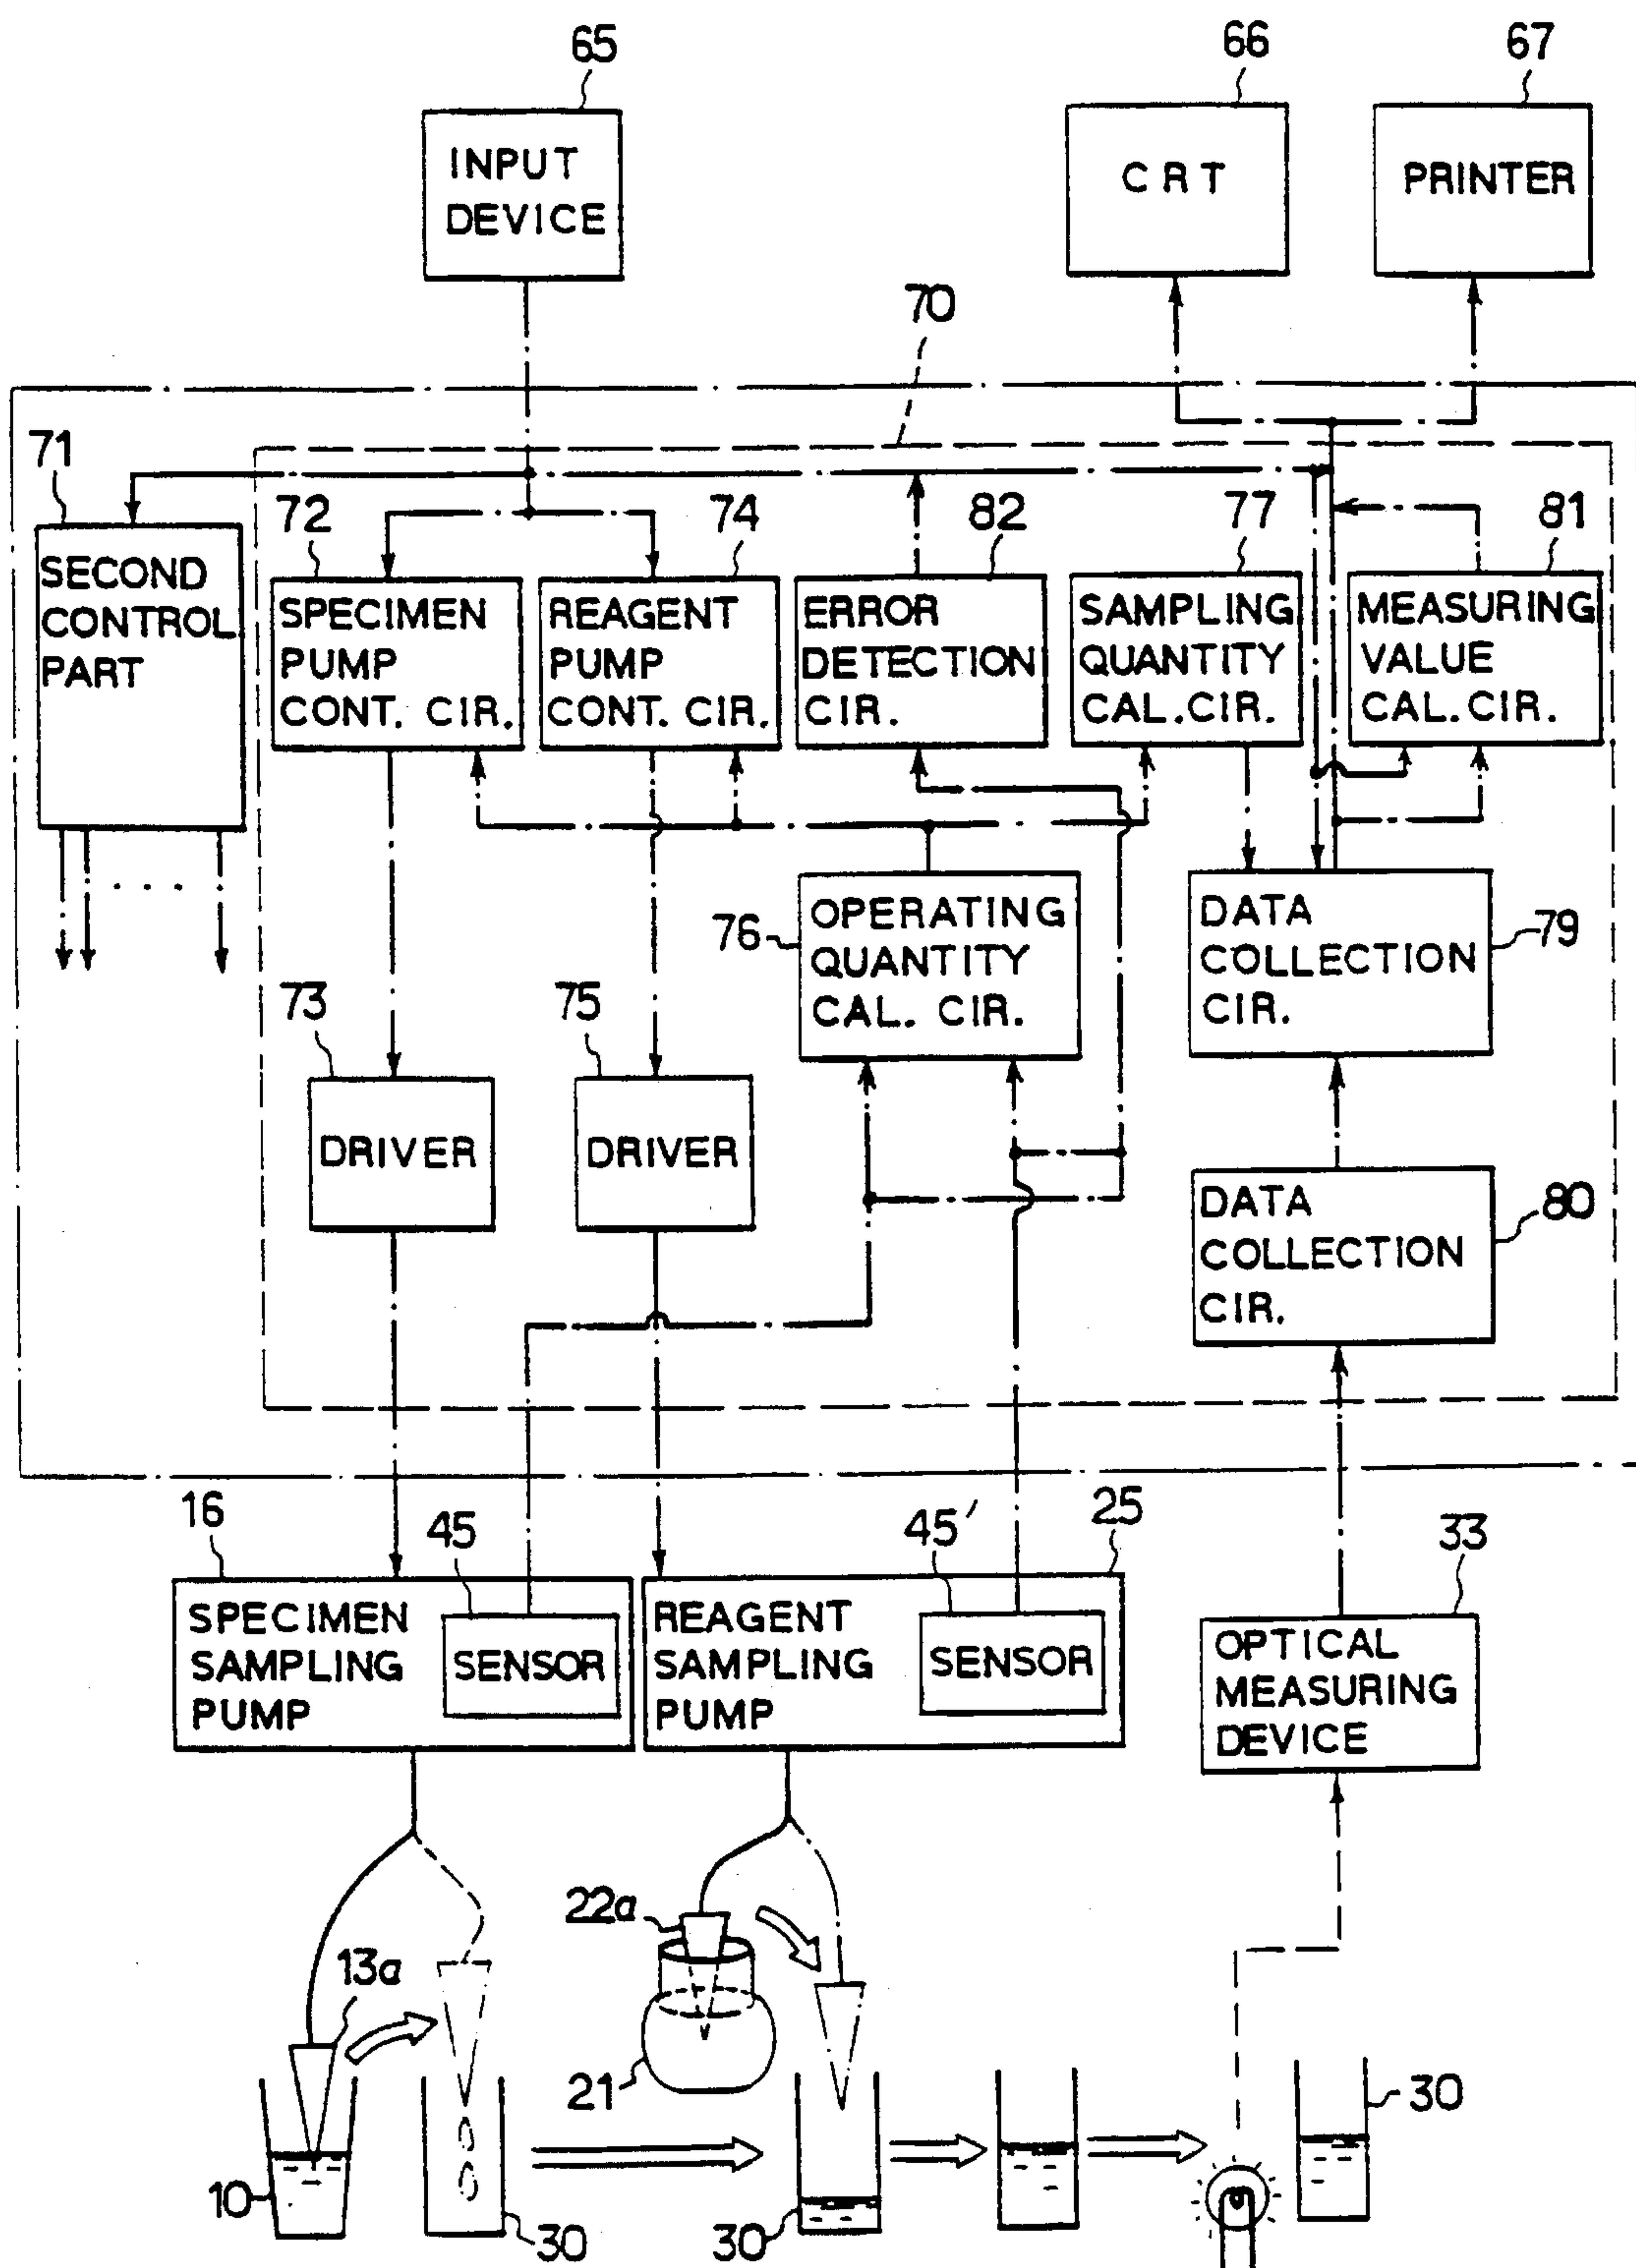 65
66
67
INPUT
DEVICE
CRT
PRINTER
70
71
72
74
82
77
81
SECOND
CONTROL
PART
SPECIMEN
PUMP
CONT. CIR.
REAGENT
PUMP
CONT. CIR.
ERROR
DETECTION
CIR.
SAMPLING
QUANTITY
CAL. CIR.
MEASURING
VALUE
CAL. CIR.
76
OPERATING
QUANTITY
CAL. CIR.
DATA
COLLECTION
CIR.
79
73
75
DRIVER
DRIVER
DATA
COLLECTION
CIR.
80
16
45
45'
25
33
SPECIMEN
SAMPLING
PUMP
SENSOR
REAGENT
SAMPLING
PUMP
SENSOR
OPTICAL
MEASURING
DEVICE
22a
13a
21
30
10
30
30